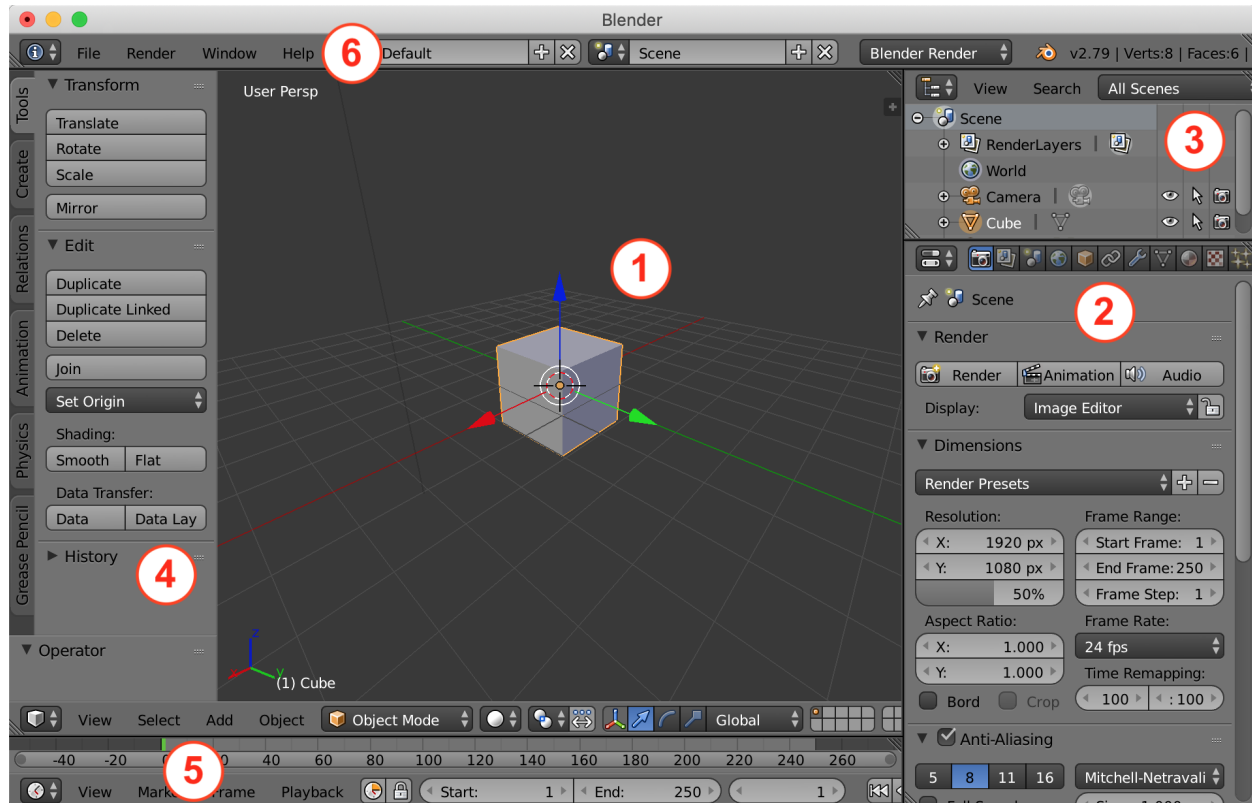 Blender
File Render Window Help 6 Default Scene Blender Render v2.79 | Verts:8 | Faces:6 |
Tools
Create
Relations
Animation
Physics
Grease Pencil
Transform
Translate
Rotate
Scale
Mirror
Edit
Duplicate
Duplicate Linked
Delete
Join
Set Origin
Shading:
Smooth Flat
Data Transfer:
Data Data Lay
History
4
Operator
User Persp
1
z
x y
(1) Cube
View Select Add Object Object Mode Global
-40 -20 0 20 40 60 80 100 120 140 160 180 200 220 240 260
5
View Frame Playback Start: 1 End: 250 1
View Search All Scenes
Scene
3
RenderLayers |
World
Camera |
Cube |
Scene
2
Render
Render Animation Audio
Display: Image Editor
Dimensions
Render Presets
Resolution: Frame Range:
X: 1920 px Start Frame: 1
Y: 1080 px End Frame: 250
50% Frame Step: 1
Aspect Ratio: Frame Rate:
X: 1.000 24 fps
Y: 1.000 Time Remapping:
Bord Crop 100 : 100
Anti-Aliasing
5 8 11 16 Mitchell-Netravali